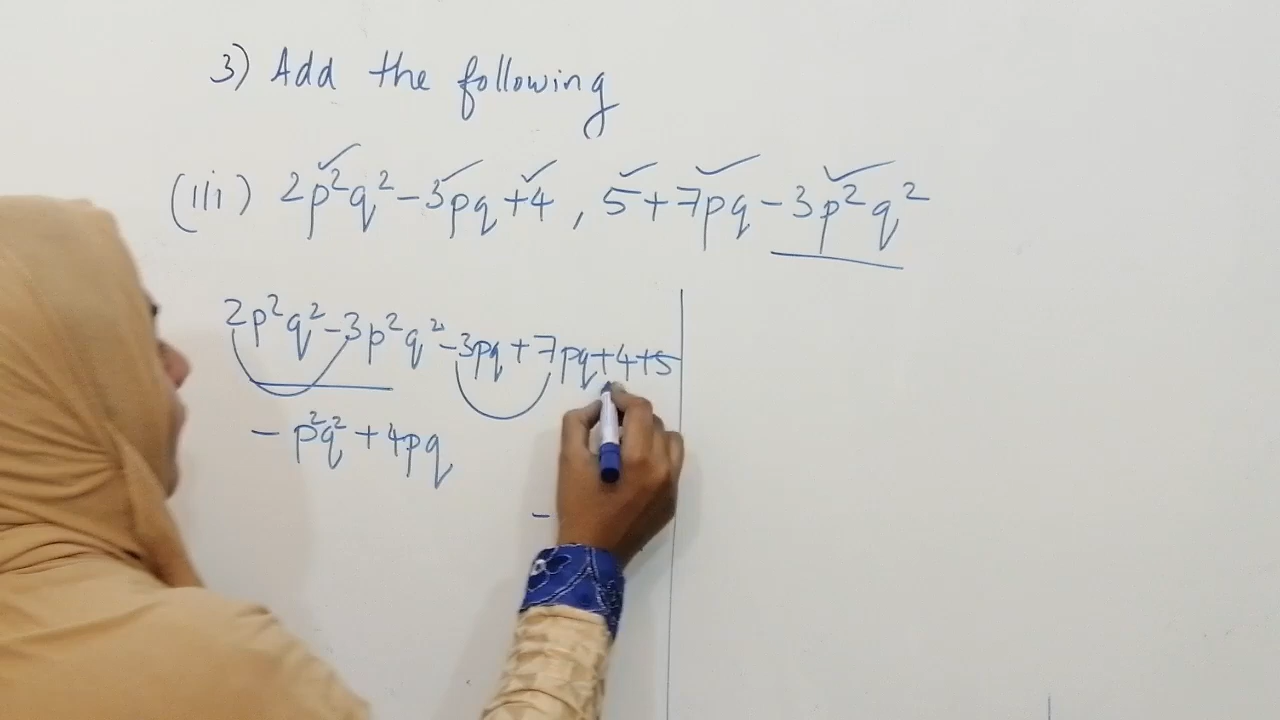 3) Add the following
(iii) 2p²q² - 3pq + 4 , 5 + 7pq - 3p²q²
2p²q² - 3p²q² - 3pq + 7pq + 4 + 5
- p²q² + 4pq
-